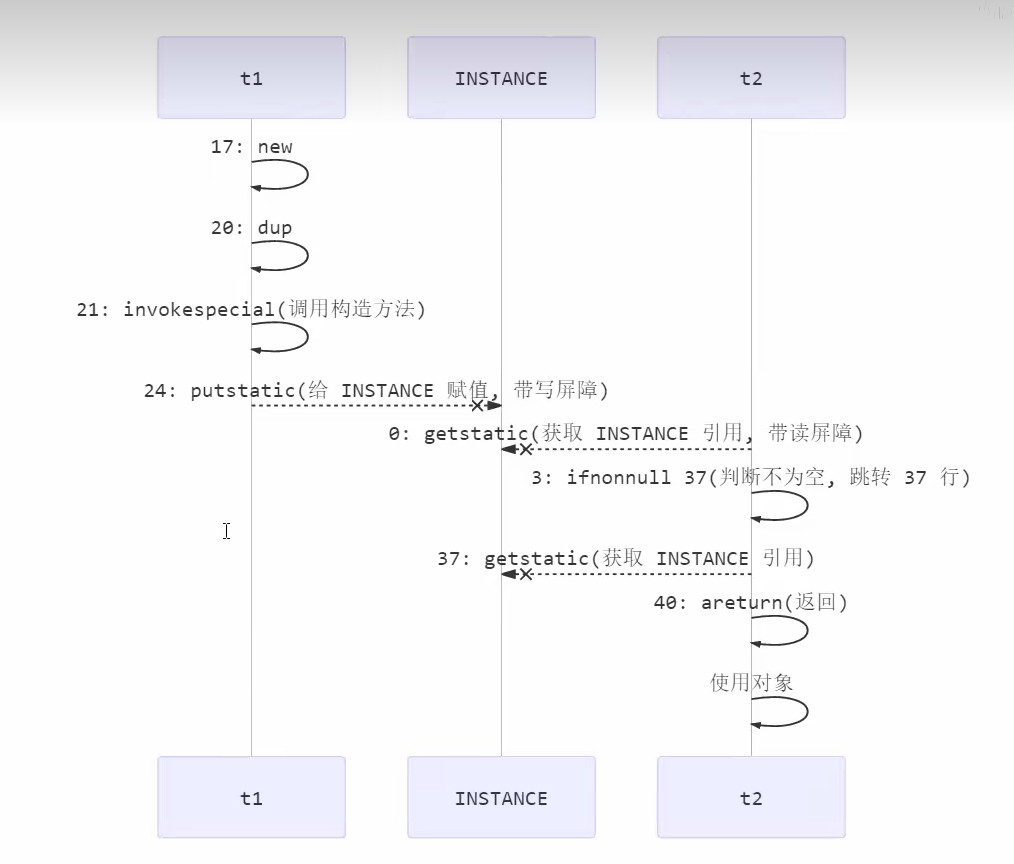 t1 INSTANCE t2
17: new
20: dup
21: invokespecial(调用构造方法)
24: putstatic(给 INSTANCE 赋值, 带写屏障)
0: getstatic(获取 INSTANCE 引用, 带读屏障)
3: ifnonnull 37(判断不为空, 跳转 37 行)
37: getstatic(获取 INSTANCE 引用)
40: areturn(返回)
使用对象
t1 INSTANCE t2